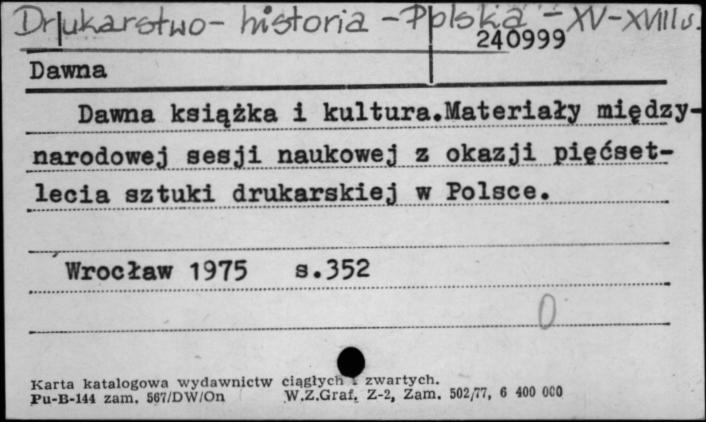 Drukarstwo - historia - Polska - XV-XVIII w.
240999
Dawna
Dawna książka i kultura.Materiały między-
narodowej sesji naukowej z okazji pięćset-
lecia sztuki drukarskiej w Polsce.
Wrocław 1975 s.352
0
Karta katalogowa wydawnictw ciągłych i zwartych.
Pu-B-144 zam. 567/DW/On W.Z.Graf. Z-2, Zam. 502/77, 6 400 000